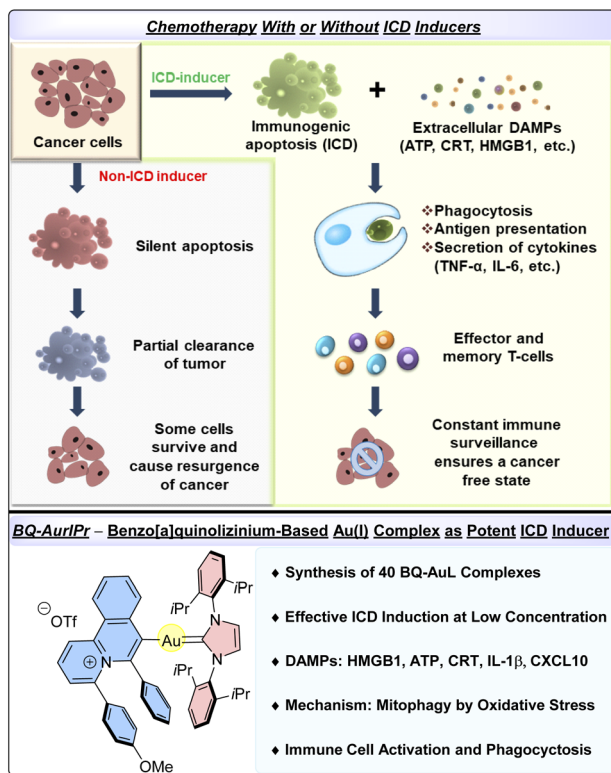 Chemotherapy With or Without ICD Inducers
ICD-inducer
Cancer cells
Immunogenic
apoptosis (ICD)
+
Extracellular DAMPs
(ATP, CRT, HMGB1, etc.)
Non-ICD inducer
Silent apoptosis
Partial clearance
of tumor
Some cells
survive and
cause resurgence
of cancer
❖Phagocytosis
❖Antigen presentation
❖Secretion of cytokines
(TNF-α, IL-6, etc.)
Effector and
memory T-cells
Constant immune
surveillance
ensures a cancer
free state
BQ-AurIPr – Benzo[a]quolizinium-Based Au(I) Complex as Potent ICD Inducer
iPr
iPr
⊖
OTf
N
Au
N
N
⊕
iPr
iPr
OMe
♦ Synthesis of 40 BQ-AuL Complexes
♦ Effective ICD Induction at Low Concentration
♦ DAMPs: HMGB1, ATP, CRT, IL-1β, CXCL10
♦ Mechanism: Mitophagy by Oxidative Stress
♦ Immune Cell Activation and Phagocyctosis